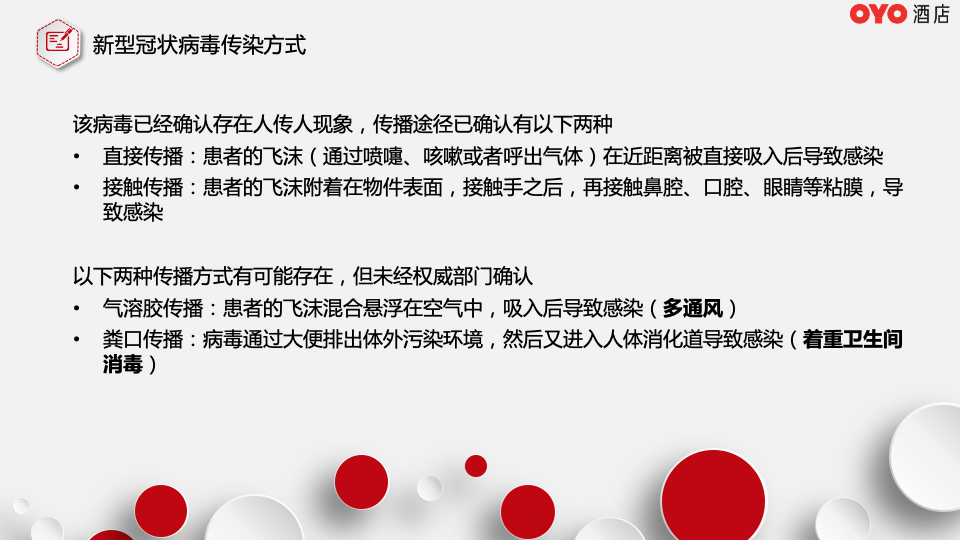 OYO 酒店
新型冠状病毒传染方式
该病毒已经确认存在人传人现象，传播途径已确认有以下两种
• 直接传播：患者的飞沫（通过喷嚏、咳嗽或者呼出气体）在近距离被直接吸入后导致感染
• 接触传播：患者的飞沫附着在物件表面，接触手之后，再接触鼻腔、口腔、眼睛等粘膜，导
致感染
以下两种传播方式有可能存在，但未经权威部门确认
• 气溶胶传播：患者的飞沫混合悬浮在空气中，吸入后导致感染（多通风）
• 粪口传播：病毒通过大便排出体外污染环境，然后又进入人体消化道导致感染（着重卫生间
消毒）